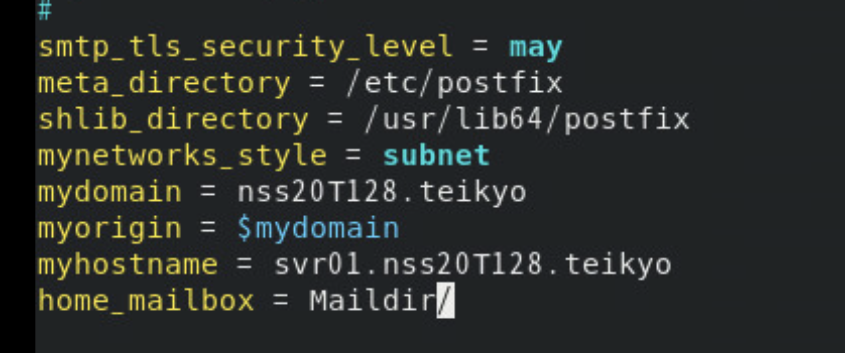 #
smtp_tls_security_level = may
meta_directory = /etc/postfix
shlib_directory = /usr/lib64/postfix
mynetworks_style = subnet
mydomain = nss20T128.teikyo
myorigin = $mydomain
myhostname = svr01.nss20T128.teikyo
home_mailbox = Maildir/